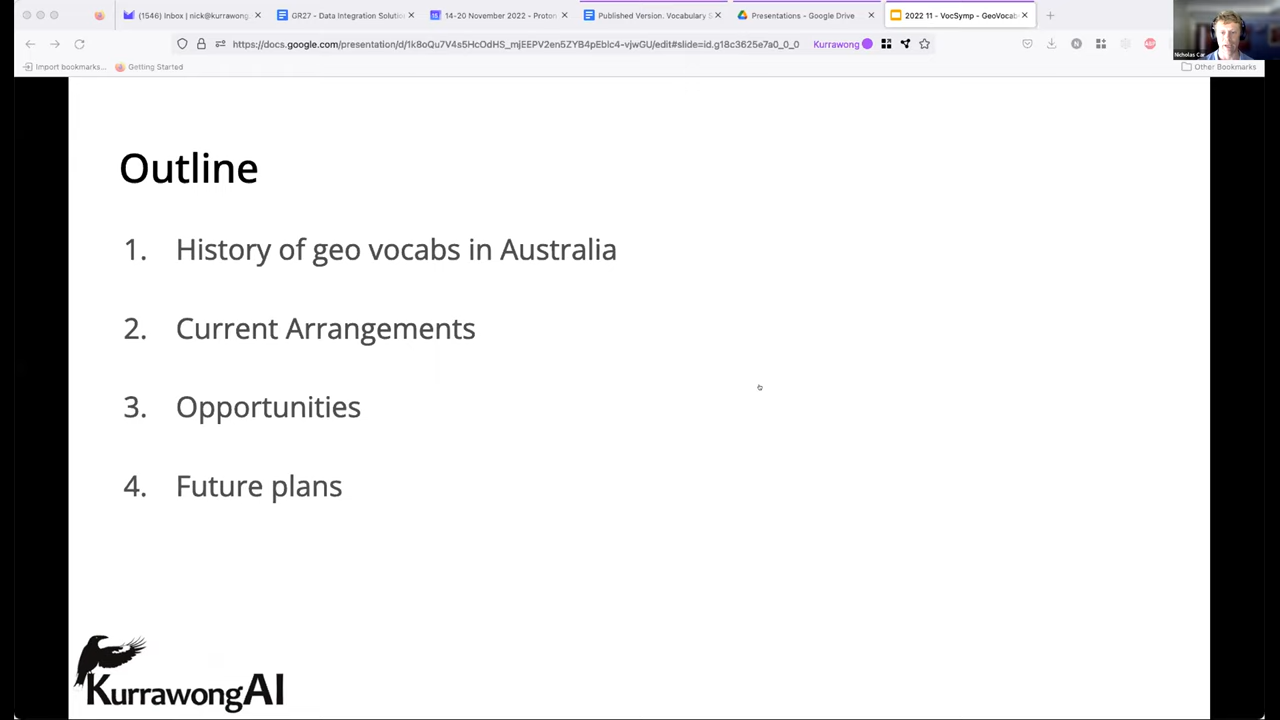 (1546) Inbox | nick@kurrawong
GR27 - Data Integration Solutio
14-20 November 2022 - Proton
Published Version. Vocabulary S
Presentations - Google Drive
2022 11 - VocSymp - GeoVocab
https://docs.google.com/presentation/d/1k8oQu7V4s5HcOdHS_mjEEPV2en5ZYB4pEblc4-vjwGU/edit#slide=id.g18c3625e7a0_0_0
Kurrawong
Nicholas Car
Import bookmarks...
Getting Started
Other Bookmarks
Outline
1. History of geo vocabs in Australia
2. Current Arrangements
3. Opportunities
4. Future plans
KurrawongAI